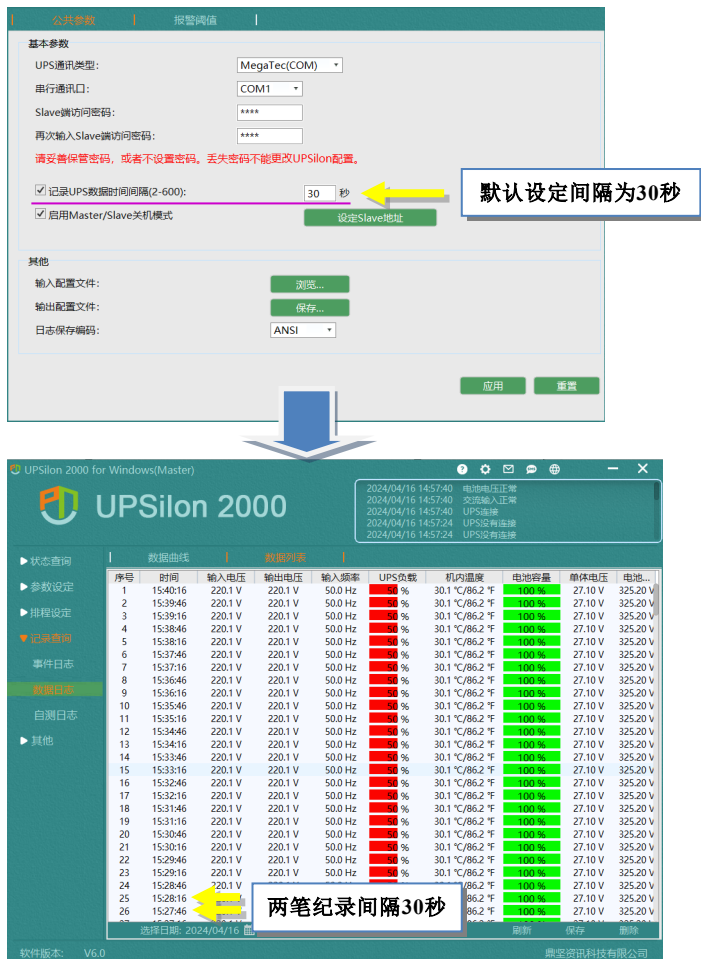 公共参数 报警阈值
基本参数
UPS通讯类型: MegaTec(COM)
串行通讯口: COM1
Slave端访问密码: ****
再次输入Slave端访问密码: ****
请妥善保管密码，或者不设置密码。丢失密码不能更改UPSilon配置。
记录UPS数据时间间隔(2-600): 30 秒
默认设定间隔为30秒
启用Master/Slave关机模式 设定Slave地址
其他
输入配置文件: 浏览...
输出配置文件: 保存...
日志保存编码: ANSI
应用 重置
UPSilon 2000 for Windows(Master)
UPSilon 2000
2024/04/16 14:57:40 电池电压正常
2024/04/16 14:57:40 交流输入正常
2024/04/16 14:57:40 UPS连接
2024/04/16 14:57:24 UPS没有连接
2024/04/16 14:57:24 UPS没有连接
状态查询
参数设定
排程设定
记录查询
事件日志
数据日志
自测日志
其他
数据曲线 数据列表
序号 时间 输入电压 输出电压 输入频率 UPS负载 机内温度 电池容量 单体电压 电池...
1 15:40:16 220.1 V 220.1 V 50.0 Hz 50 % 30.1 ℃/86.2 ℉ 100 % 27.10 V 325.20 V
2 15:39:46 220.1 V 220.1 V 50.0 Hz 50 % 30.1 ℃/86.2 ℉ 100 % 27.10 V 325.20 V
3 15:39:16 220.1 V 220.1 V 50.0 Hz 50 % 30.1 ℃/86.2 ℉ 100 % 27.10 V 325.20 V
4 15:38:46 220.1 V 220.1 V 50.0 Hz 50 % 30.1 ℃/86.2 ℉ 100 % 27.10 V 325.20 V
5 15:38:16 220.1 V 220.1 V 50.0 Hz 50 % 30.1 ℃/86.2 ℉ 100 % 27.10 V 325.20 V
6 15:37:46 220.1 V 220.1 V 50.0 Hz 50 % 30.1 ℃/86.2 ℉ 100 % 27.10 V 325.20 V
7 15:37:16 220.1 V 220.1 V 50.0 Hz 50 % 30.1 ℃/86.2 ℉ 100 % 27.10 V 325.20 V
8 15:36:46 220.1 V 220.1 V 50.0 Hz 50 % 30.1 ℃/86.2 ℉ 100 % 27.10 V 325.20 V
9 15:36:16 220.1 V 220.1 V 50.0 Hz 50 % 30.1 ℃/86.2 ℉ 100 % 27.10 V 325.20 V
10 15:35:46 220.1 V 220.1 V 50.0 Hz 50 % 30.1 ℃/86.2 ℉ 100 % 27.10 V 325.20 V
11 15:35:16 220.1 V 220.1 V 50.0 Hz 50 % 30.1 ℃/86.2 ℉ 100 % 27.10 V 325.20 V
12 15:34:46 220.1 V 220.1 V 50.0 Hz 50 % 30.1 ℃/86.2 ℉ 100 % 27.10 V 325.20 V
13 15:34:16 220.1 V 220.1 V 50.0 Hz 50 % 30.1 ℃/86.2 ℉ 100 % 27.10 V 325.20 V
14 15:33:46 220.1 V 220.1 V 50.0 Hz 50 % 30.1 ℃/86.2 ℉ 100 % 27.10 V 325.20 V
15 15:33:16 220.1 V 220.1 V 50.0 Hz 50 % 30.1 ℃/86.2 ℉ 100 % 27.10 V 325.20 V
16 15:32:46 220.1 V 220.1 V 50.0 Hz 50 % 30.1 ℃/86.2 ℉ 100 % 27.10 V 325.20 V
17 15:32:16 220.1 V 220.1 V 50.0 Hz 50 % 30.1 ℃/86.2 ℉ 100 % 27.10 V 325.20 V
18 15:31:46 220.1 V 220.1 V 50.0 Hz 50 % 30.1 ℃/86.2 ℉ 100 % 27.10 V 325.20 V
19 15:31:16 220.1 V 220.1 V 50.0 Hz 50 % 30.1 ℃/86.2 ℉ 100 % 27.10 V 325.20 V
20 15:30:46 220.1 V 220.1 V 50.0 Hz 50 % 30.1 ℃/86.2 ℉ 100 % 27.10 V 325.20 V
21 15:30:16 220.1 V 220.1 V 50.0 Hz 50 % 30.1 ℃/86.2 ℉ 100 % 27.10 V 325.20 V
22 15:29:46 220.1 V 220.1 V 50.0 Hz 50 % 30.1 ℃/86.2 ℉ 100 % 27.10 V 325.20 V
23 15:29:16 220.1 V 220.1 V 50.0 Hz 50 % 30.1 ℃/86.2 ℉ 100 % 27.10 V 325.20 V
24 15:28:46 220.1 V /86.2 ℉ 100 % 27.10 V 325.20 V
25 15:28:16 /86.2 ℉ 100 % 27.10 V 325.20 V
26 15:27:46 /86.2 ℉ 100 % 27.10 V 325.20 V
两笔纪录间隔30秒
选择日期: 2024/04/16 刷新 保存 删除
软件版本: V6.0 鼎坚资讯科技有限公司